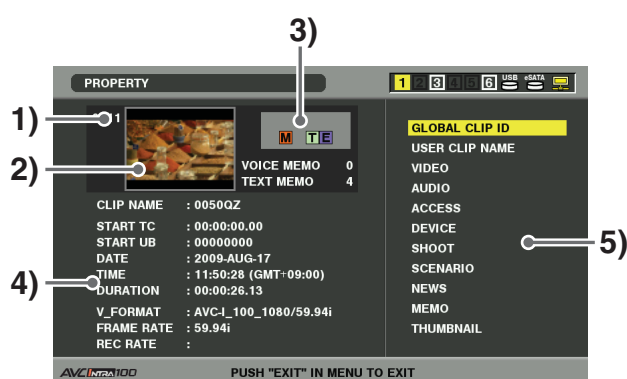 3)
PROPERTY
1 2 3 4 5 6 USB eSATA
1)
1
M T E
2)
VOICE MEMO 0
TEXT MEMO 4
CLIP NAME : 0050QZ
START TC : 00:00:00.00
START UB : 00000000
DATE : 2009-AUG-17
4)
TIME : 11:50:28 (GMT+09:00)
DURATION : 00:00:26.13
V_FORMAT : AVC-I_100_1080/59.94i
FRAME RATE : 59.94i
REC RATE :
GLOBAL CLIP ID
USER CLIP NAME
VIDEO
AUDIO
ACCESS
DEVICE
SHOOT
5)
SCENARIO
NEWS
MEMO
THUMBNAIL
AVC INTRA 100
PUSH "EXIT" IN MENU TO EXIT